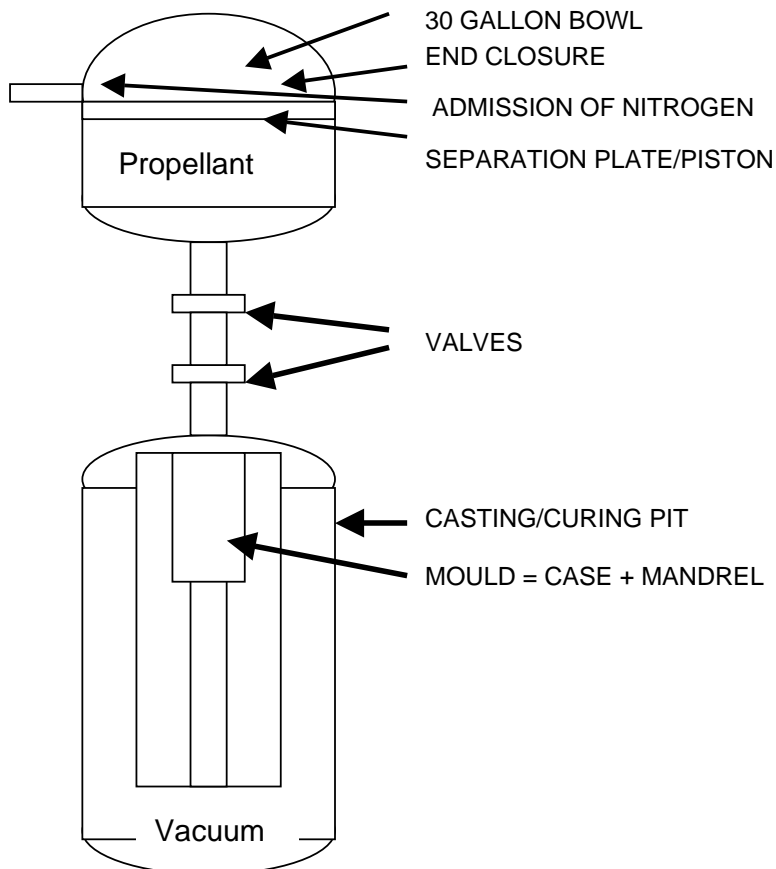 30 GALLON BOWL
END CLOSURE
ADMISSION OF NITROGEN
SEPARATION PLATE/PISTON
Propellant
VALVES
CASTING/CURING PIT
MOULD = CASE + MANDREL
Vacuum